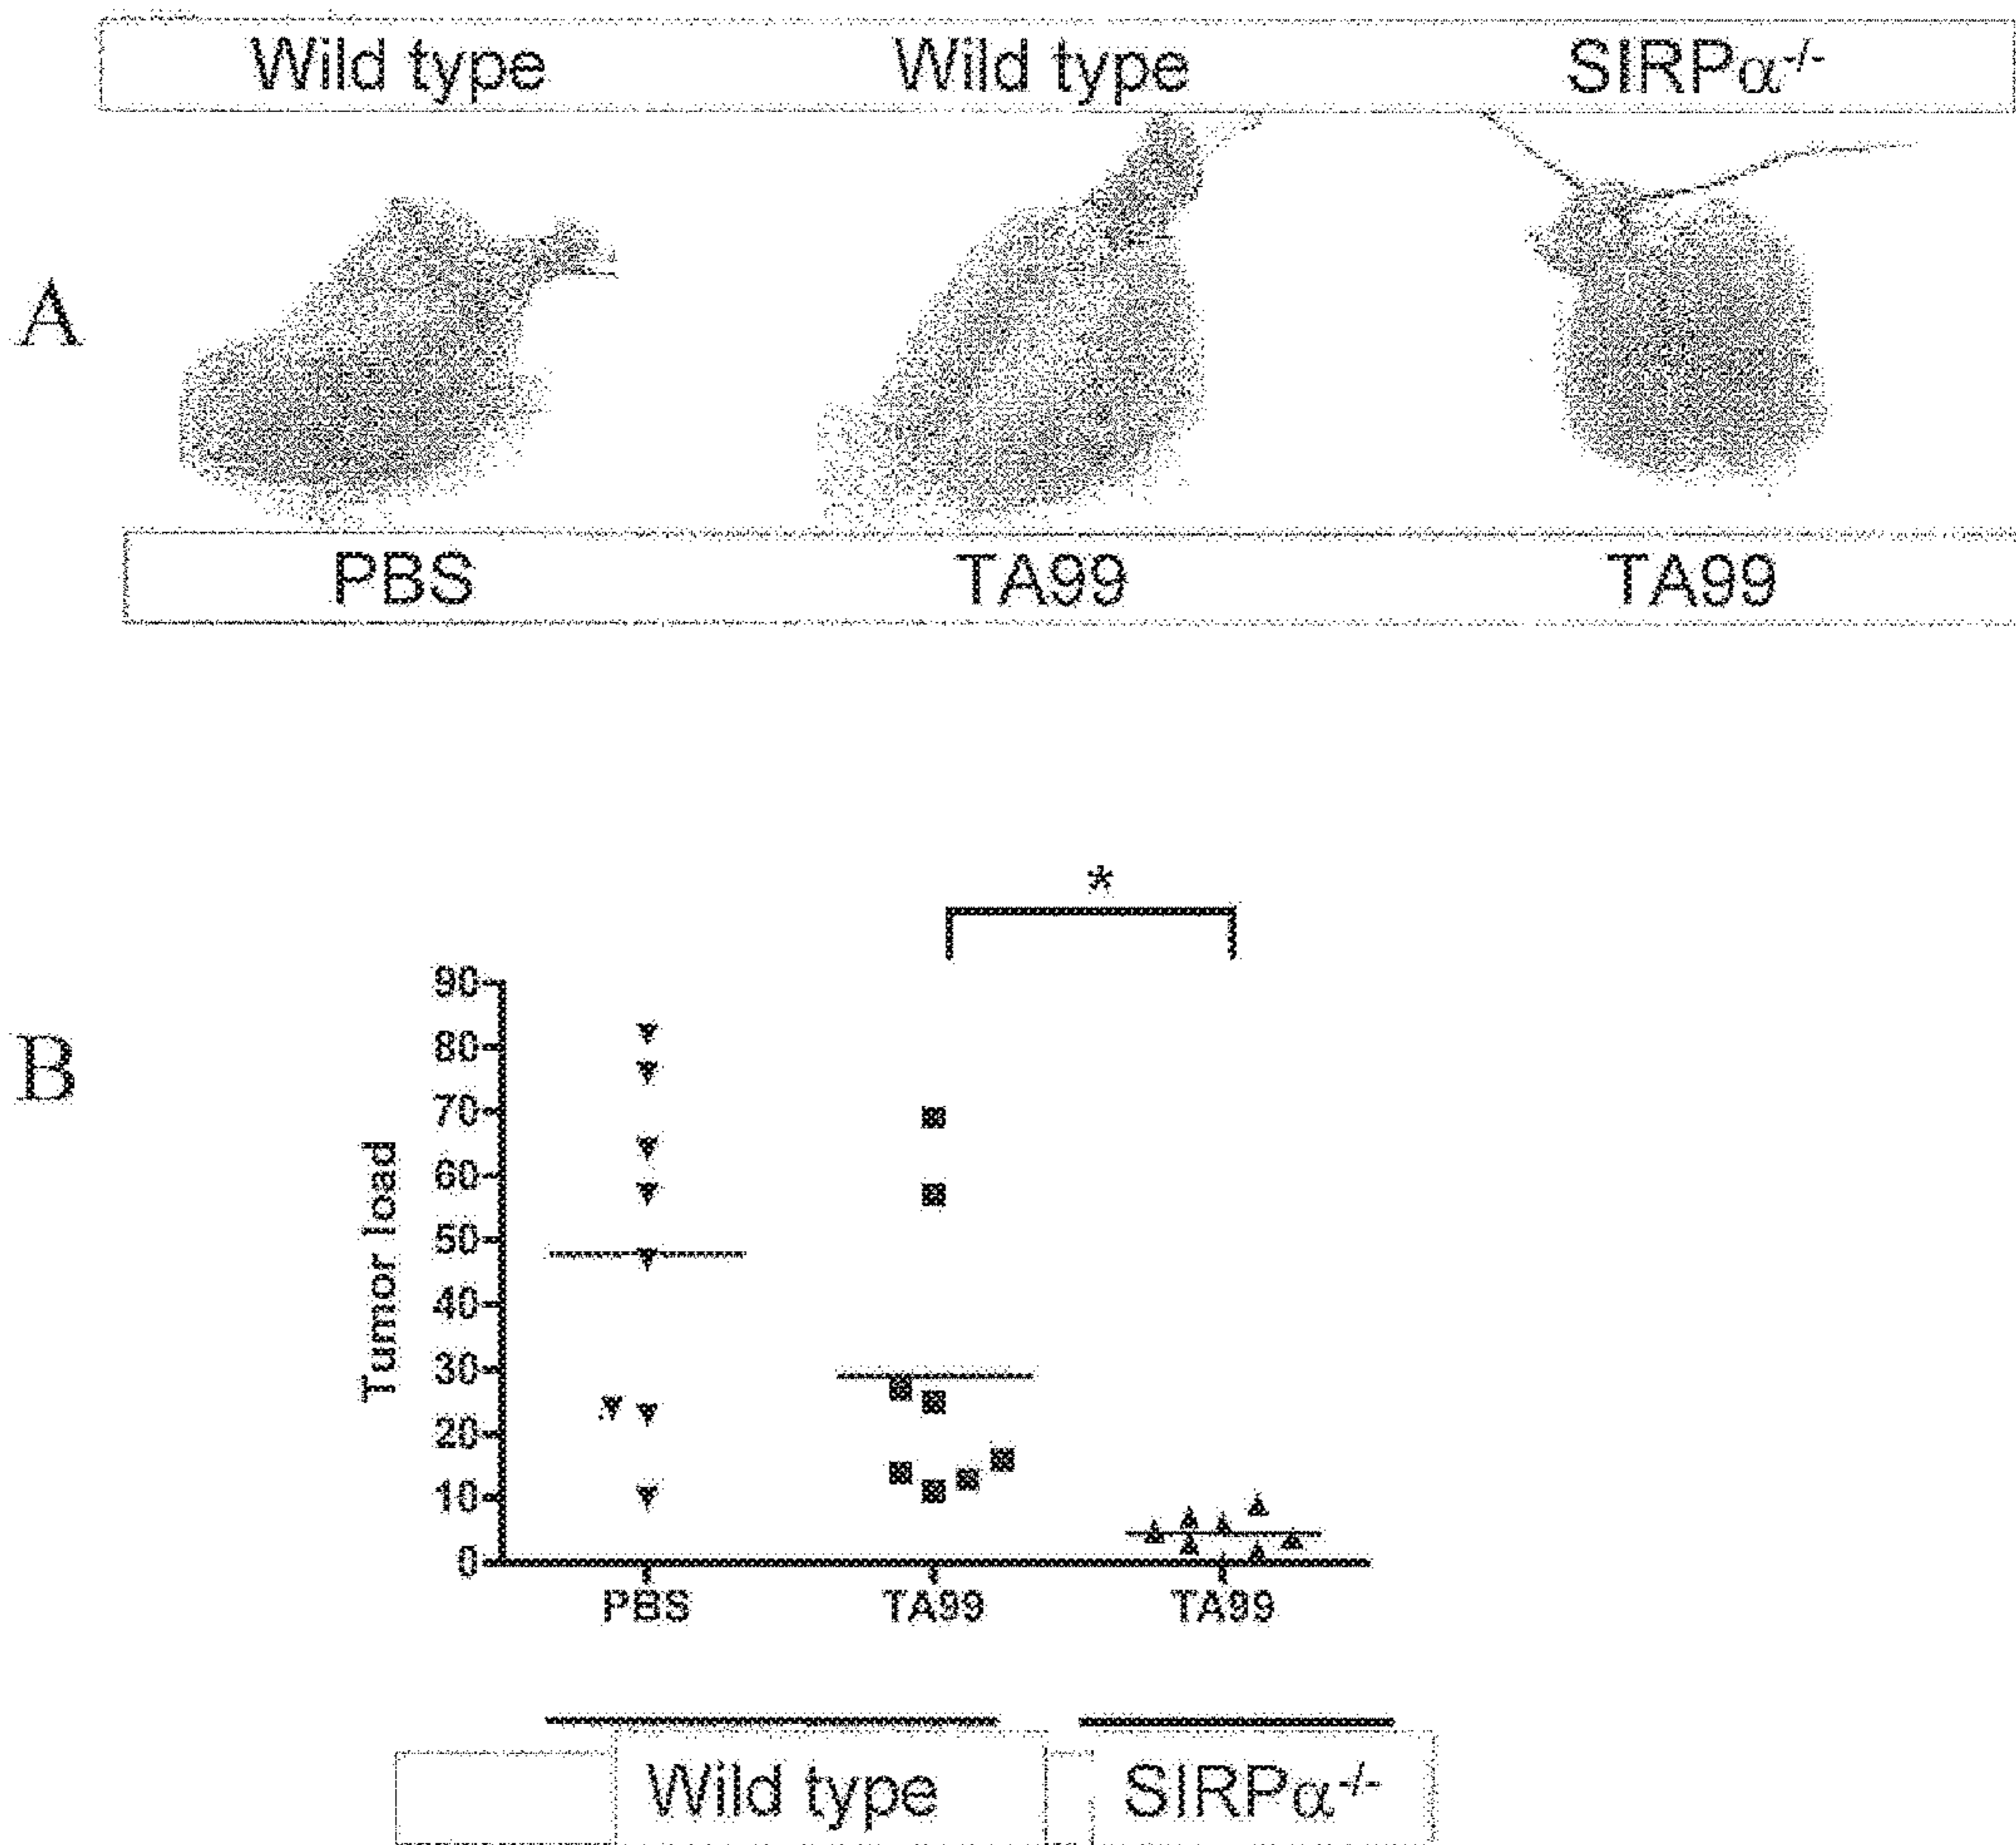 Wild type Wild type SIRPα-/-
A
PBS TA99 TA99
*
B
90
80
70
60
50
40
30
20
10
0
Tumor load
PBS TA99 TA99
Wild type SIRPα-/-